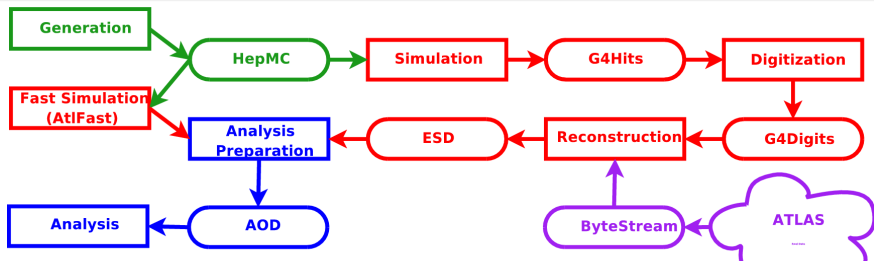 Generation
HepMC
Simulation
G4Hits
Digitization
Fast Simulation
(AtlFast)
Analysis
Preparation
ESD
Reconstruction
G4Digits
Analysis
AOD
ByteStream
ATLAS